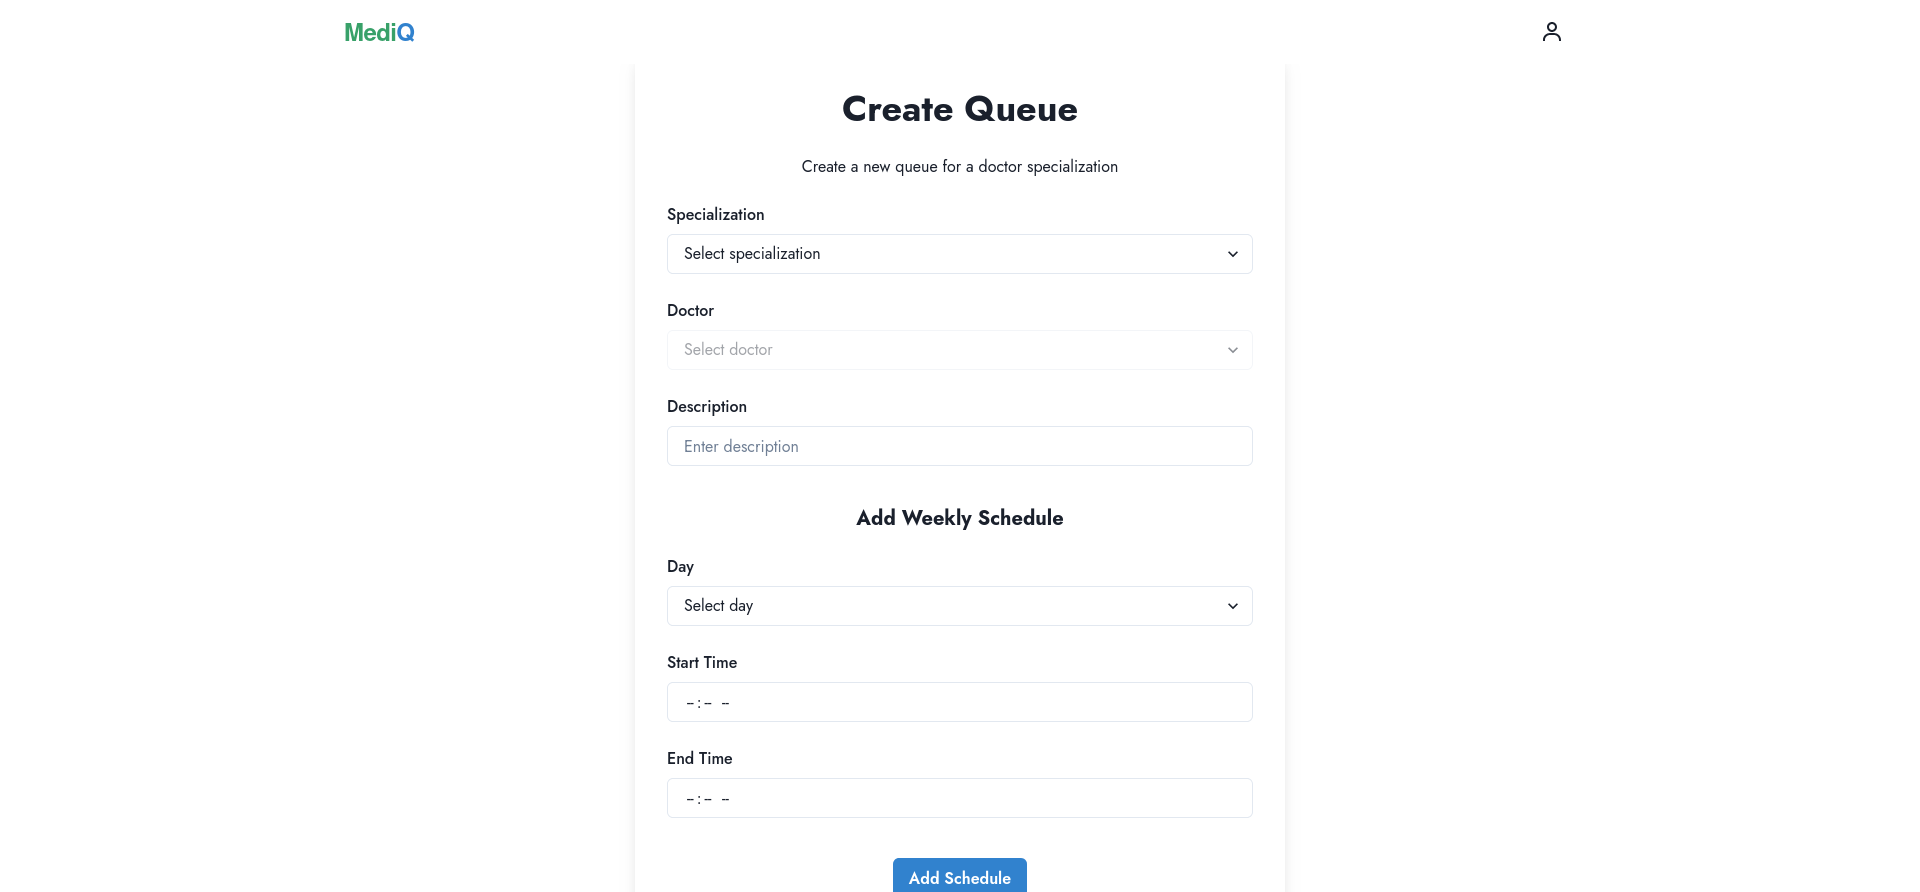 MediQ
Create Queue
Create a new queue for a doctor specialization
Specialization
Select specialization
Doctor
Select doctor
Description
Enter description
Add Weekly Schedule
Day
Select day
Start Time
--:-- --
End Time
--:-- --
Add Schedule